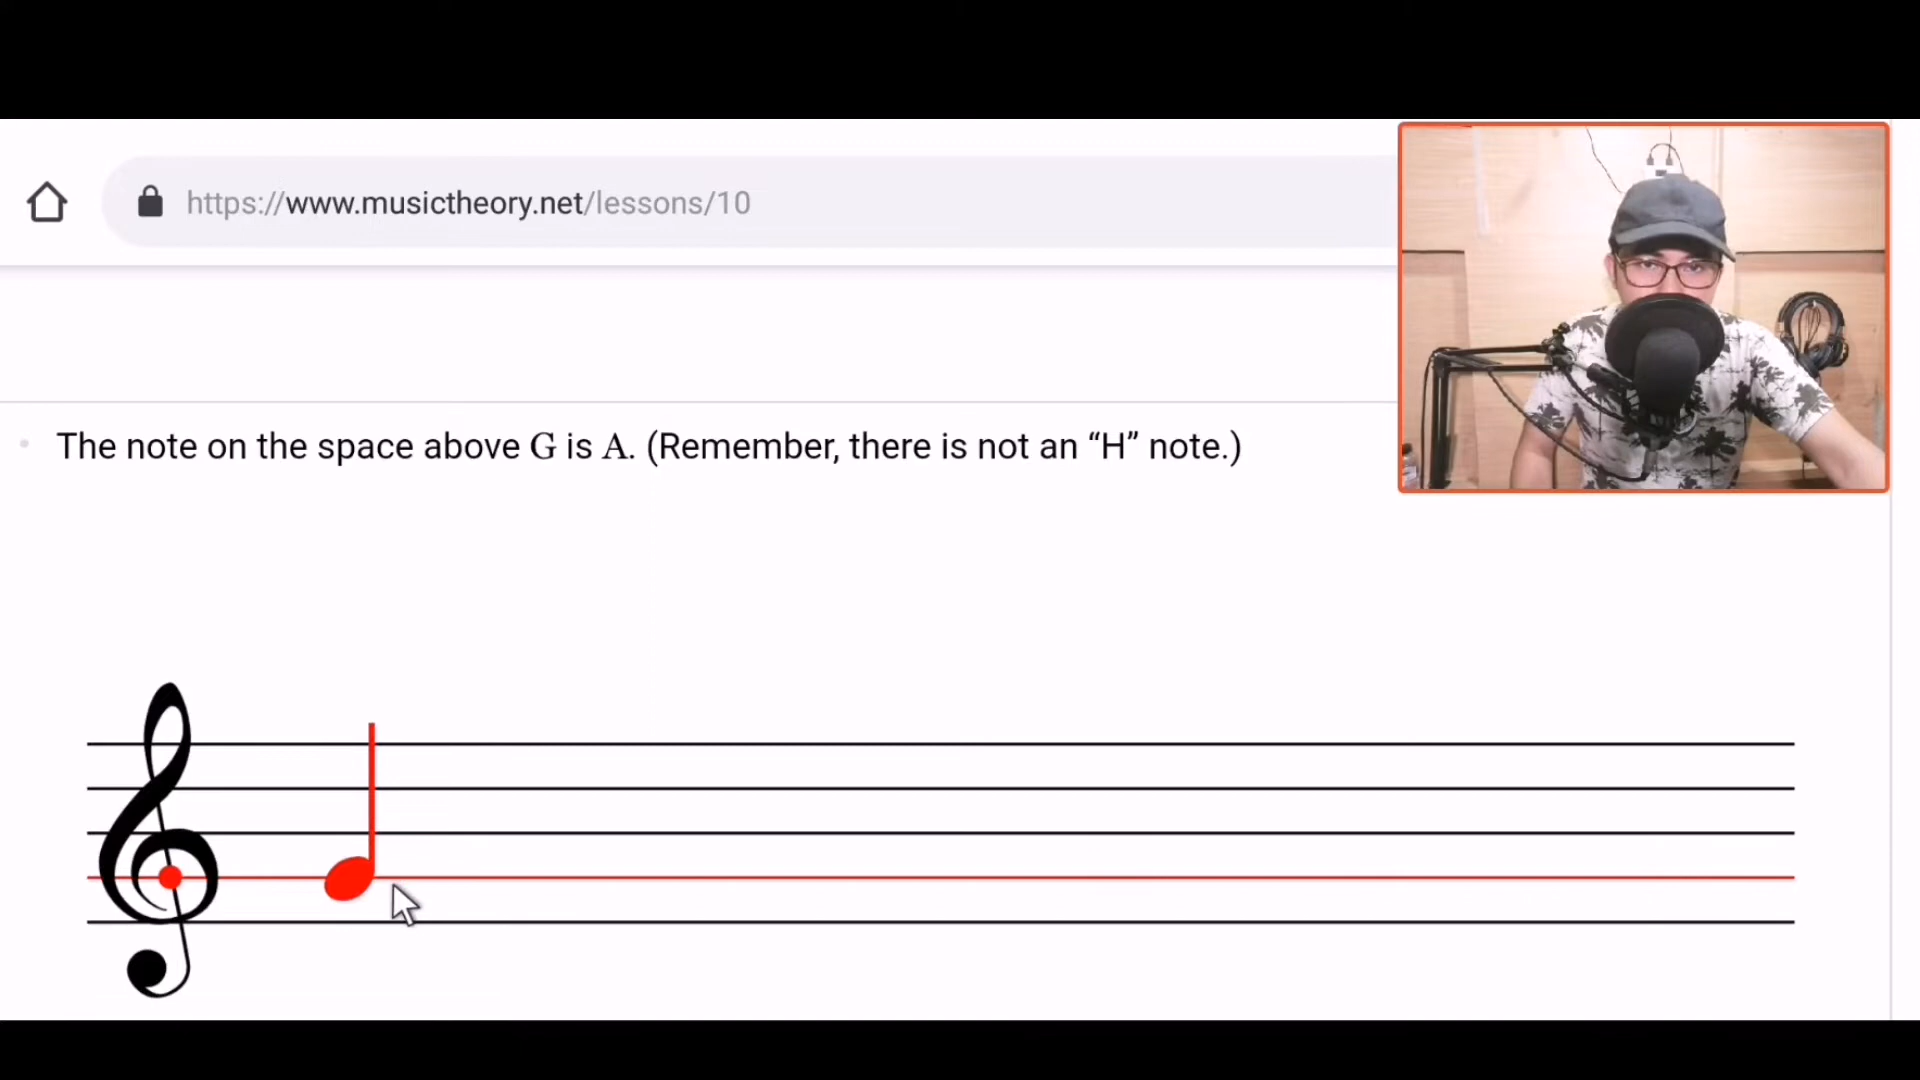 https://www.musictheory.net/lessons/10
The note on the space above G is A. (Remember, there is not an “H” note.)